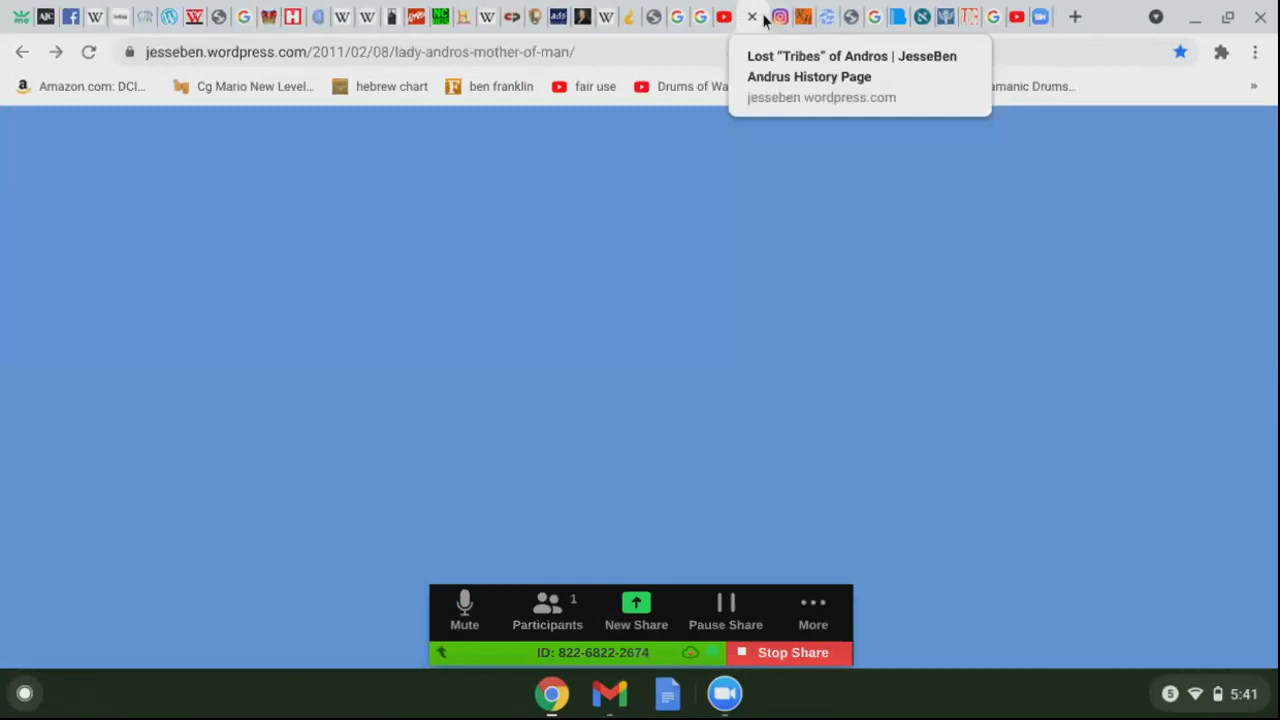 jesseben.wordpress.com/2011/02/08/lady-andros-mother-of-man/
Lost “Tribes” of Andros | JesseBen
Andrus History Page
jesseben.wordpress.com
Amazon.com: DCI...
Cg Mario New Level...
hebrew chart
ben franklin
fair use
Drums of Wa
amanic Drums...
»
Mute
Participants
1
New Share
Pause Share
More
ID: 822-6822-2674
Stop Share
5
5:41